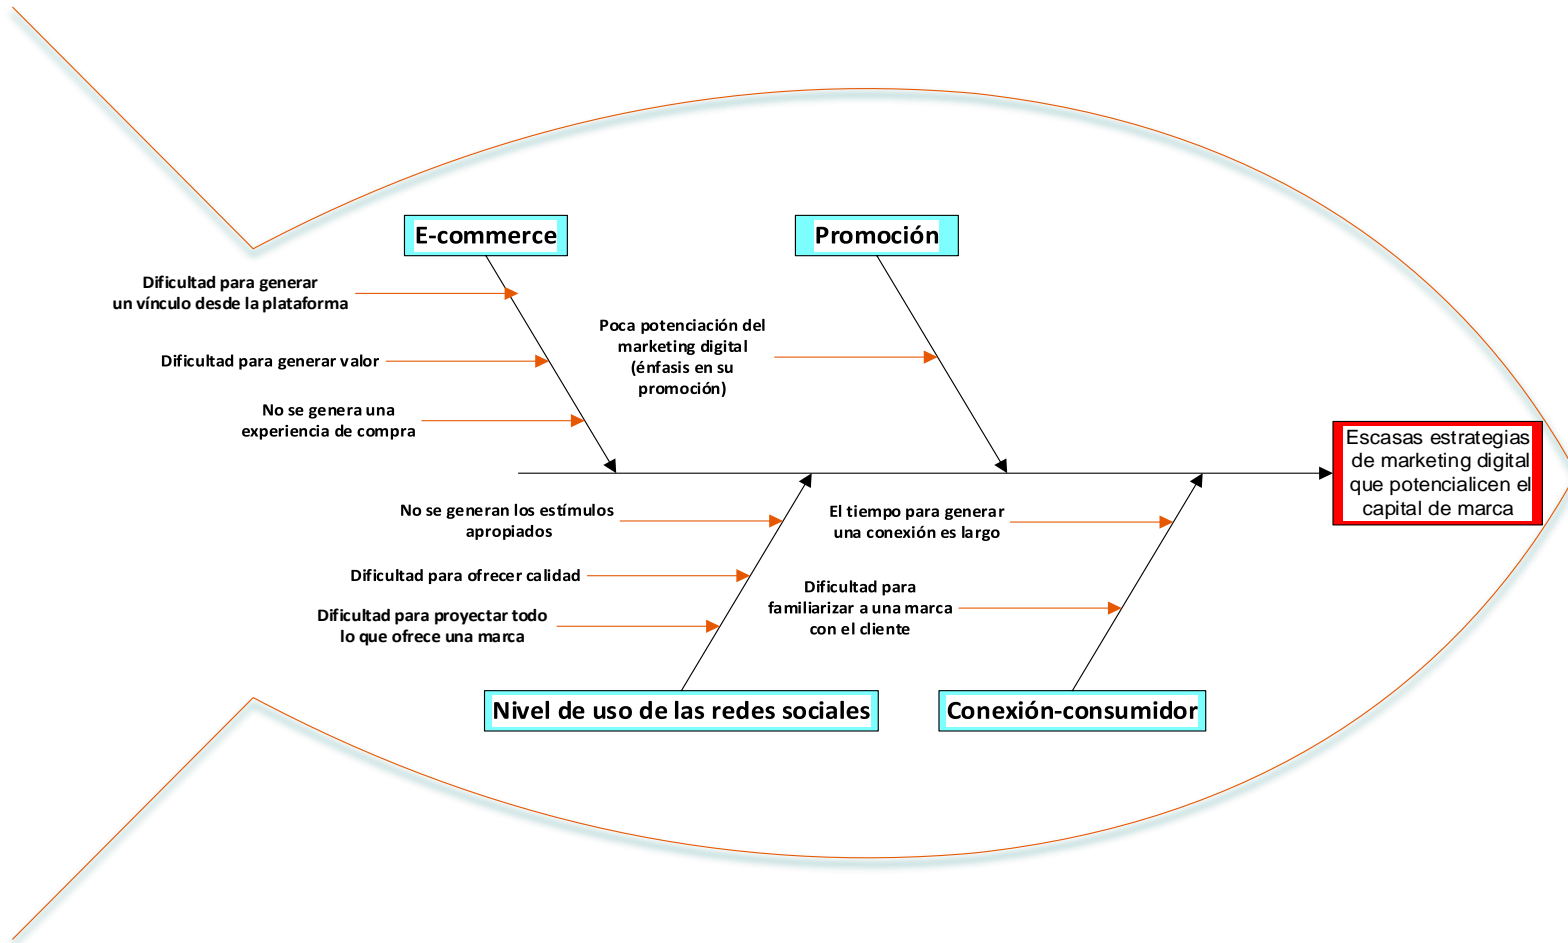 E-commerce
Promoción
Dificultad para generar
un vínculo desde la plataforma
Dificultad para generar valor
No se genera una
experiencia de compra
Poca potenciación del
marketing digital
(énfasis en su
promoción)
Escasas estrategias
de marketing digital
que potencialicen el
capital de marca
No se generan los estímulos
apropiados
Dificultad para ofrecer calidad
Dificultad para proyectar todo
lo que ofrece una marca
El tiempo para generar
una conexión es largo
Dificultad para
familiarizar a una marca
con el cliente
Nivel de uso de las redes sociales
Conexión-consumidor